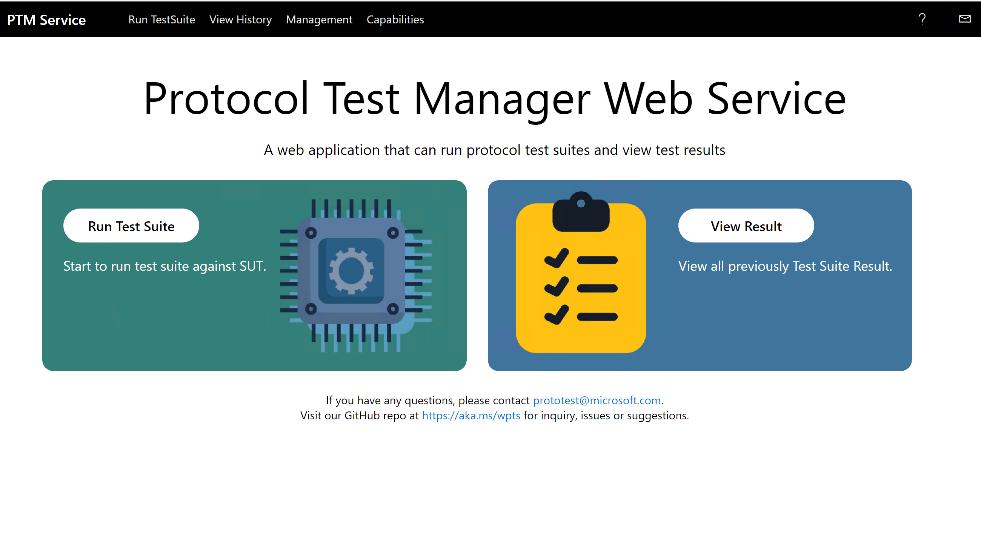 PTM Service Run TestSuite View History Management Capabilities ?
Protocol Test Manager Web Service
A web application that can run protocol test suites and view test results
Run Test Suite
Start to run test suite against SUT.
View Result
View all previously Test Suite Result.
If you have any questions, please contact prototest@microsoft.com.
Visit our GitHub repo at https://aka.ms/wpts for inquiry, issues or suggestions.